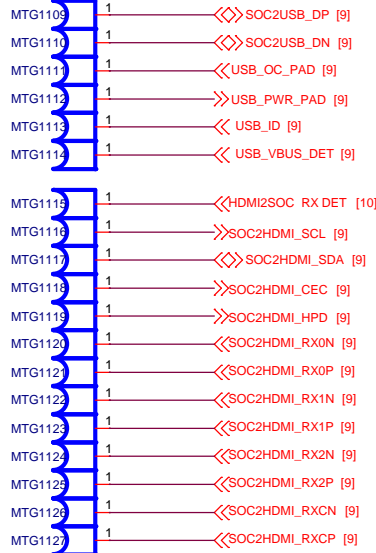 MTG1109 1 SOC2USB_DP [9]
MTG1110 1 SOC2USB_DN [9]
MTG1111 1 USB_OC_PAD [9]
MTG1112 1 USB_PWR_PAD [9]
MTG1113 1 USB_ID [9]
MTG1114 1 USB_VBUS_DET [9]
MTG1115 1 HDMI2SOC RX DET [10]
MTG1116 1 SOC2HDMI_SCL [9]
MTG1117 1 SOC2HDMI_SDA [9]
MTG1118 1 SOC2HDMI_CEC [9]
MTG1119 1 SOC2HDMI_HPD [9]
MTG1120 1 SOC2HDMI_RX0N [9]
MTG1121 1 SOC2HDMI_RX0P [9]
MTG1122 1 SOC2HDMI_RX1N [9]
MTG1123 1 SOC2HDMI_RX1P [9]
MTG1124 1 SOC2HDMI_RX2N [9]
MTG1125 1 SOC2HDMI_RX2P [9]
MTG1126 1 SOC2HDMI_RXCN [9]
MTG1127 1 SOC2HDMI_RXCP [9]